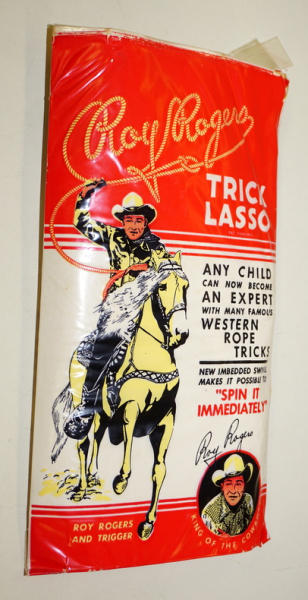 Roy Rogers
TRICK
LASSO
ANY CHILD
CAN NOW BECOME
AN EXPERT
WITH MANY FAMOUS
WESTERN
ROPE
TRICKS
NEW IMBEDDED SWIVEL
MAKES IT POSSIBLE TO
"SPIN IT
IMMEDIATELY"
Roy Rogers
ROY ROGERS
AND TRIGGER
KING OF THE